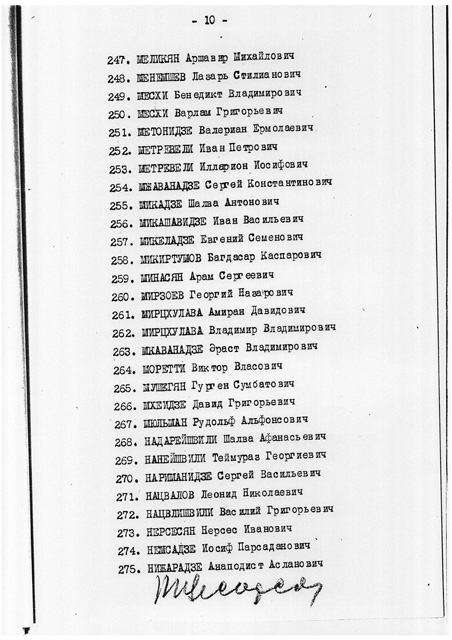 - 10 -
247. МЕЛИКЯН Аршавир Михайлович
248. МЕНЕМШЕВ Лазарь Стилианович
249. МЕСХИ Бенедикт Владимирович
250. МЕСХИ Варлам Григорьевич
251. МЕТОНИДЗЕ Валериан Ермолаевич
252. МЕТРЕВЕЛИ Иван Петрович
253. МЕТРЕВЕЛИ Илларион Иосифович
254. МЖАВАНАДЗЕ Сергей Константинович
255. МИКАДЗЕ Шалва Антонович
256. МИКАШАВИДЗЕ Иван Васильевич
257. МИКЕЛАДЗЕ Евгений Семенович
258. МИКИРТУМОВ Багдасар Каспарович
259. МИНАСЯН Арам Сергеевич
260. МИРЗОЕВ Георгий Назарович
261. МИРЦХУЛАВА Амиран Давидович
262. МИРЦХУЛАВА Владимир Владимирович
263. МКАВАНАДЗЕ Эраст Владимирович
264. МОРЕТТИ Виктор Власович
265. МУШЕГЯН Гурген Сумбатович
266. МХЕИДЗЕ Давид Григорьевич
267. МЮЛЬМАН Рудольф Альфонсович
268. НАДАРЕЙШВИЛИ Шалва Афанасьевич
269. НАНЕЙШВИЛИ Теймураз Георгиевич
270. НАРИМАНИДЗЕ Сергей Васильевич
271. НАЦВАЛОВ Леонид Николаевич
272. НАЦВЛИШВИЛИ Василий Григорьевич
273. НЕРСЕСЯН Нерсес Иванович
274. НЕМСАДЗЕ Иосиф Парсаданович
275. НИЖАРАДЗЕ Анаподист Асланович